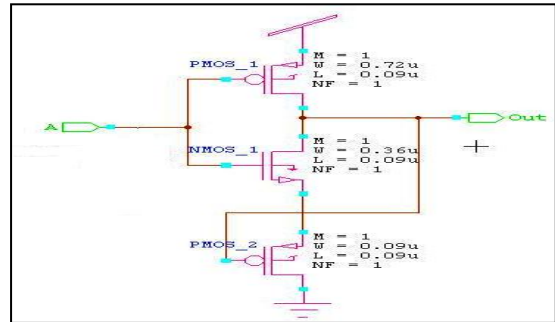 PMOS_1
M = 1
W = 0.72u
L = 0.09u
NF = 1
A
Out
NMOS_1
M = 1
W = 0.36u
L = 0.09u
NF = 1
PMOS_2
M = 1
W = 0.09u
L = 0.09u
NF = 1